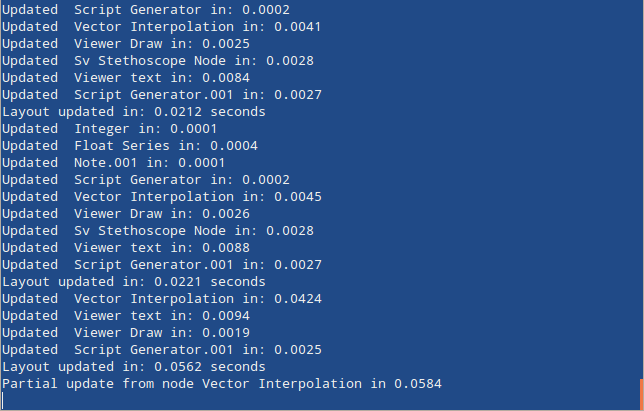 Updated  Script Generator in: 0.0002
Updated  Vector Interpolation in: 0.0041
Updated  Viewer Draw in: 0.0025
Updated  Sv Stethoscope Node in: 0.0028
Updated  Viewer text in: 0.0084
Updated  Script Generator.001 in: 0.0027
Layout updated in: 0.0212 seconds
Updated  Integer in: 0.0001
Updated  Float Series in: 0.0004
Updated  Note.001 in: 0.0001
Updated  Script Generator in: 0.0002
Updated  Vector Interpolation in: 0.0045
Updated  Viewer Draw in: 0.0026
Updated  Sv Stethoscope Node in: 0.0028
Updated  Viewer text in: 0.0088
Updated  Script Generator.001 in: 0.0027
Layout updated in: 0.0221 seconds
Updated  Vector Interpolation in: 0.0424
Updated  Viewer text in: 0.0094
Updated  Viewer Draw in: 0.0019
Updated  Script Generator.001 in: 0.0025
Layout updated in: 0.0562 seconds
Partial update from node Vector Interpolation in 0.0584